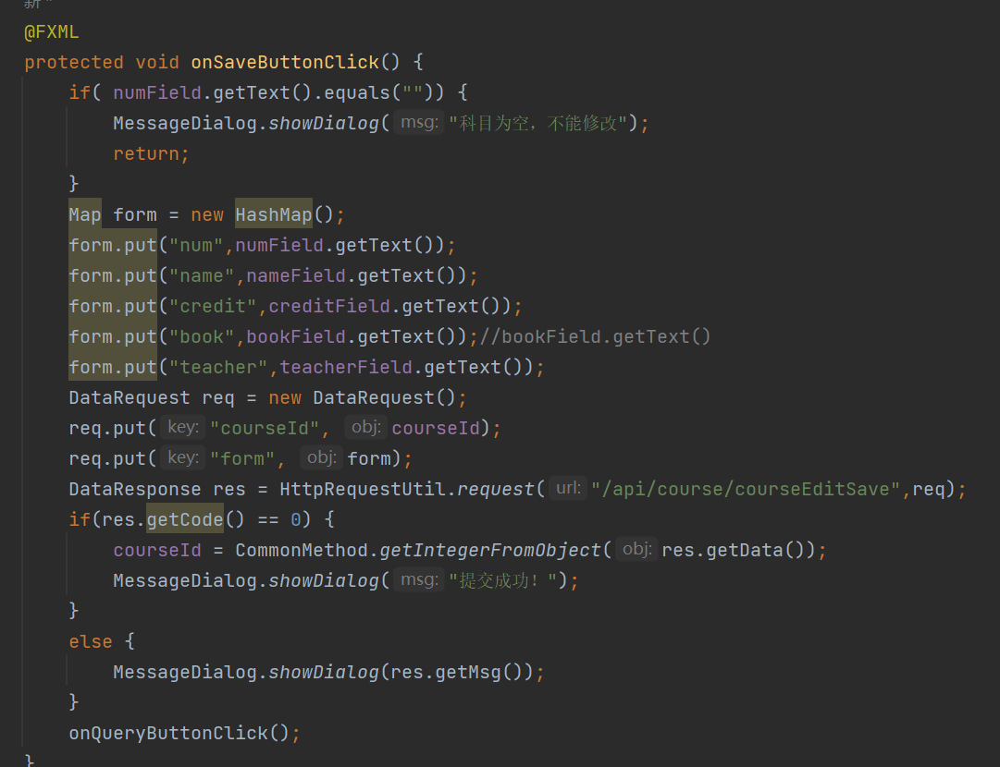 新"
@FXML
protected void onSaveButtonClick() {
if( numField.getText().equals("")) {
MessageDialog.showDialog( msg: "科目为空，不能修改");
return;
}
Map form = new HashMap();
form.put("num",numField.getText());
form.put("name",nameField.getText());
form.put("credit",creditField.getText());
form.put("book",bookField.getText());//bookField.getText()
form.put("teacher",teacherField.getText());
DataRequest req = new DataRequest();
req.put( key: "courseId", obj: courseId);
req.put( key: "form", obj: form);
DataResponse res = HttpRequestUtil.request( url: "/api/course/courseEditSave",req);
if(res.getCode() == 0) {
courseId = CommonMethod.getIntegerFromObject( obj: res.getData());
MessageDialog.showDialog( msg: "提交成功！");
}
else {
MessageDialog.showDialog(res.getMsg());
}
onQueryButtonClick();
}